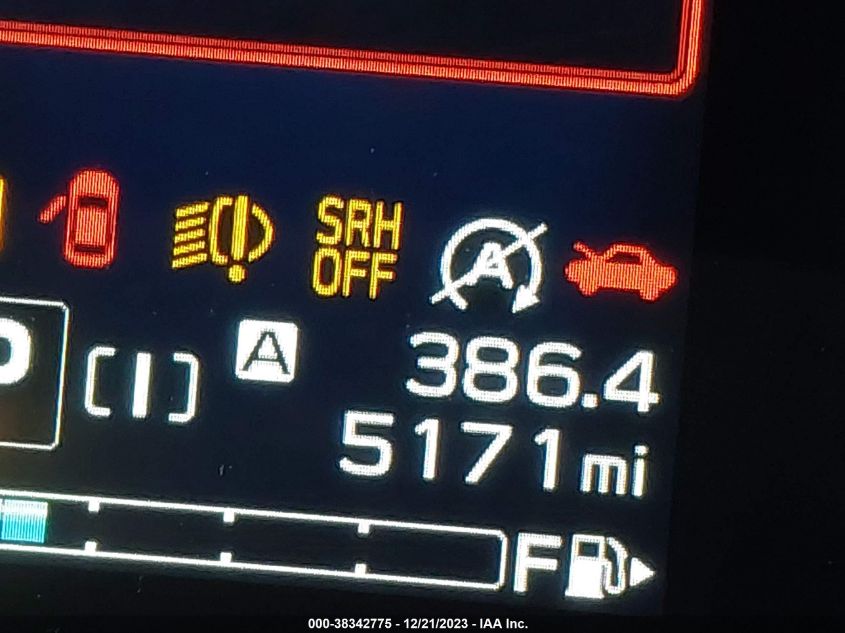 SRH
OFF
A
A
386.4
5171 mi
F
000-38342775 - 12/21/2023 - IAA Inc.